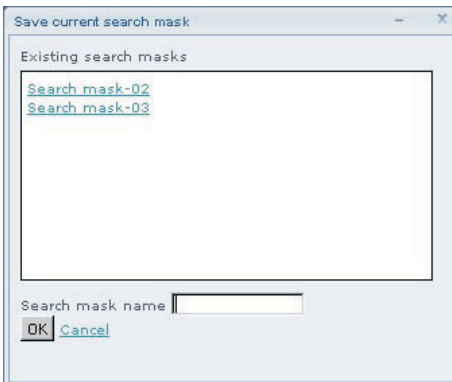 Save current search mask
Existing search masks
Search mask-02
Search mask-03
Search mask name
OK Cancel